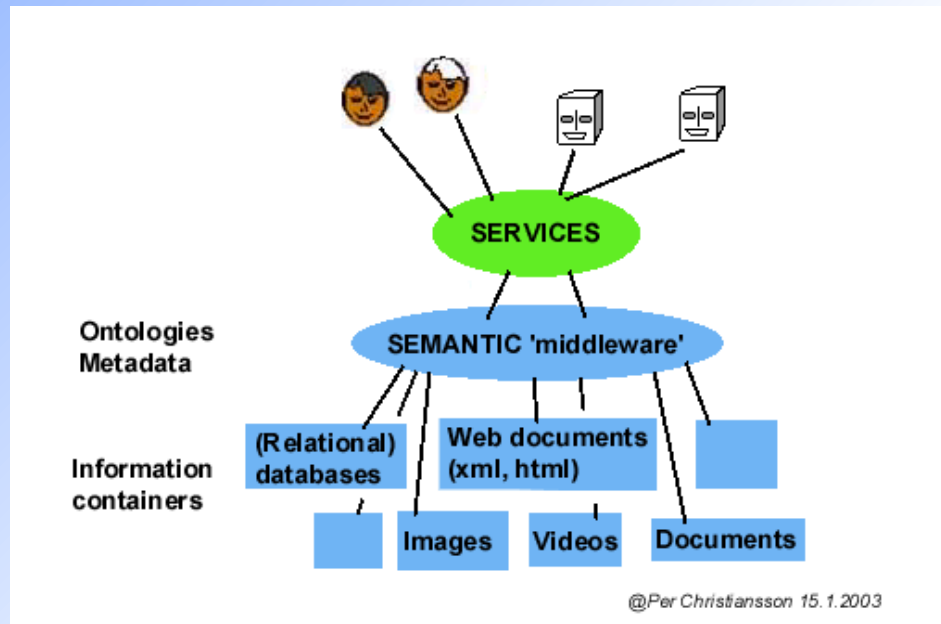 SERVICES
Ontologies
Metadata
SEMANTIC 'middleware'
Information
containers
(Relational)
databases
Web documents
(xml, html)
Images
Videos
Documents
@Per Christiansson 15.1.2003